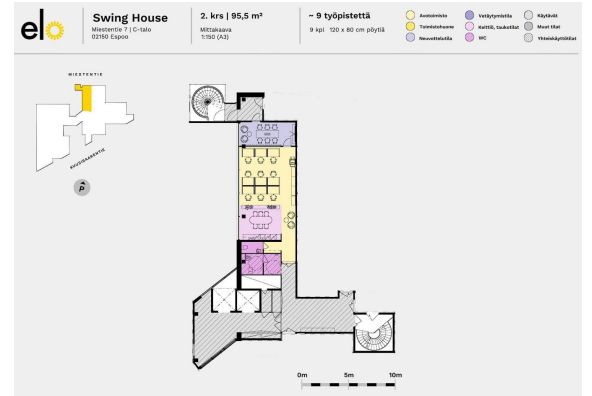 elo
Swing House
Miestentie 7 | C-talo
02150 Espoo
2. krs | 95,5 m²
Mittakaava
1:150 (A3)
~ 9 työpistettä
9 kpl 120 x 80 cm pöytiä
Avotoimisto
Toimistohuone
Neuvottelutila
Vetäytymistila
Keittiö, taukotilat
WC
Käytävät
Muut tilat
Yhteiskäyttötilat
MIESTENTIE
KUUSISAARENTIE
P
0m 5m 10m